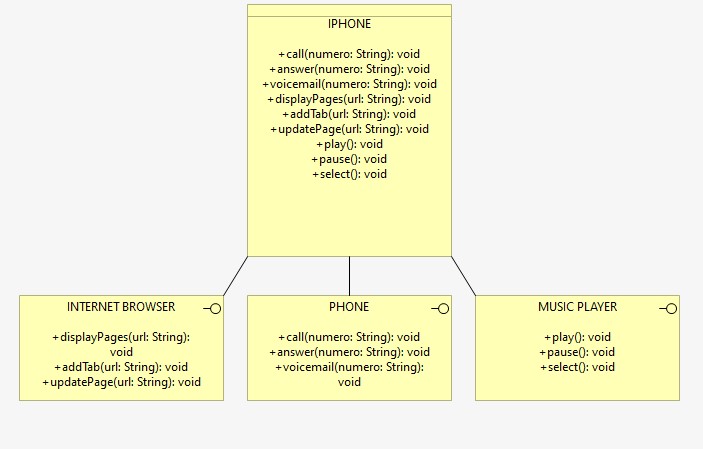 IPHONE
+call(numero: String): void
+answer(numero: String): void
+voicemail(numero: String): void
+displayPages(url: String): void
+addTab(url: String): void
+updatePage(url: String): void
+play(): void
+pause(): void
+select(): void
INTERNET BROWSER
+displayPages(url: String):
void
+addTab(url: String): void
+updatePage(url: String): void
PHONE
+call(numero: String): void
+answer(numero: String): void
+voicemail(numero: String):
void
MUSIC PLAYER
+play(): void
+pause(): void
+select(): void